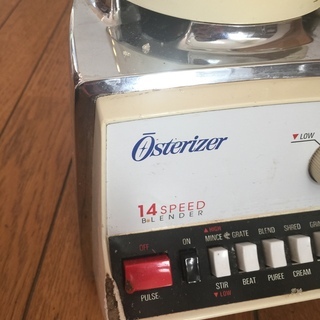 Osterizer
▼LOW
14 SPEED
BLENDER
▲HIGH
OFF
ON
MINCE
GRATE
BLEND
SHRED
PULSE
STIR
BEAT
PUREE
CREAM
▼LOW